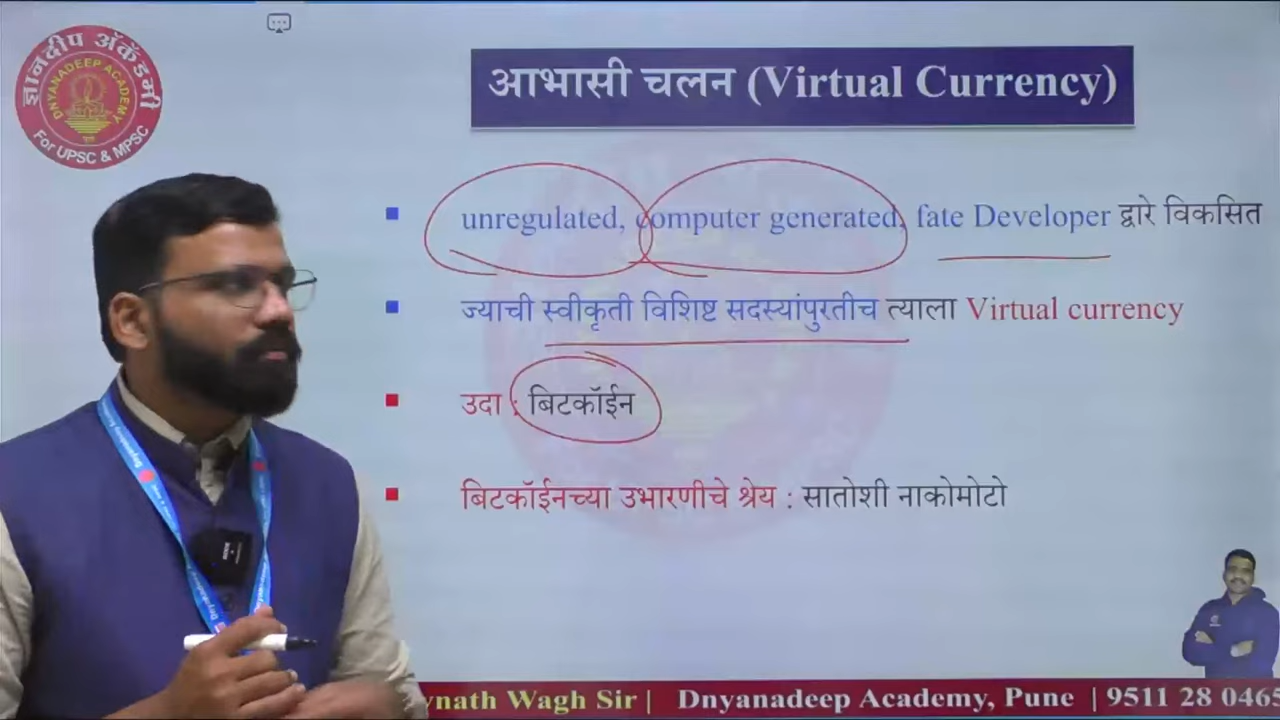 ज्ञानदीप अ‍ॅकॅडमी
DNYANADEEP ACADEMY
For UPSC & MPSC
आभासी चलन (Virtual Currency)
unregulated, computer generated, fate Developer द्वारे विकसित
ज्याची स्वीकृती विशिष्ट सदस्यांपुरतीच त्याला Virtual currency
उदा : बिटकॉईन
बिटकॉईनच्या उभारणीचे श्रेय : सातोशी नाकोमोटो
ynath Wagh Sir | Dnyanadeep Academy, Pune | 9511 28 0465